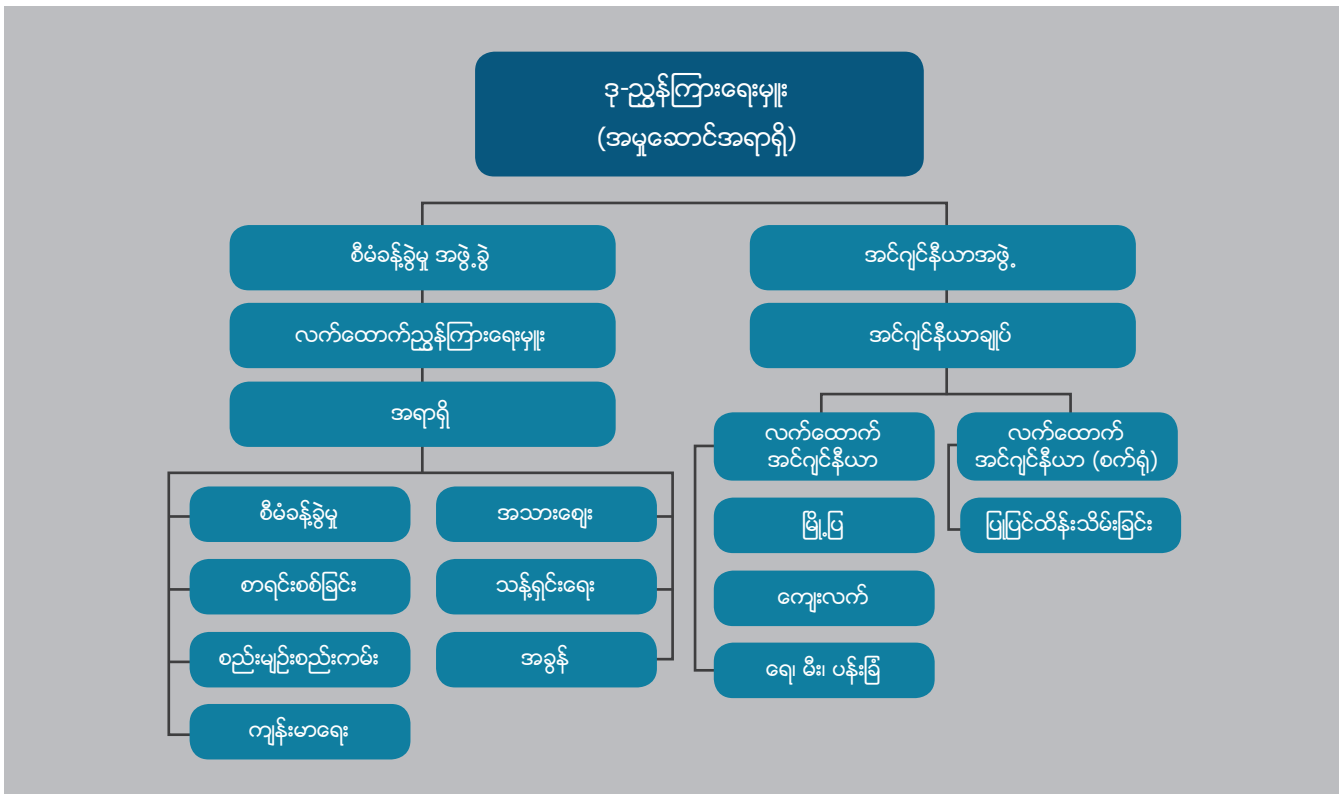 ဒု-ညွှန်ကြားရေးမှူး
(အမှုဆောင်အရာရှိ)
စီမံခန့်ခွဲမှု အဖွဲ့ခွဲ
လက်ထောက်ညွှန်ကြားရေးမှူး
အရာရှိ
စီမံခန့်ခွဲမှု
စာရင်းစစ်ခြင်း
စည်းမျဉ်းစည်းကမ်း
ကျန်းမာရေး
အသားဈေး
သန့်ရှင်းရေး
အခွန်
အင်ဂျင်နီယာအဖွဲ့
အင်ဂျင်နီယာချုပ်
လက်ထောက်
အင်ဂျင်နီယာ
မြို့ပြ
ကျေးလက်
ရေ၊ မီး၊ ပန်းခြံ
လက်ထောက်
အင်ဂျင်နီယာ (စက်ရုံ)
ပြုပြင်ထိန်းသိမ်းခြင်း